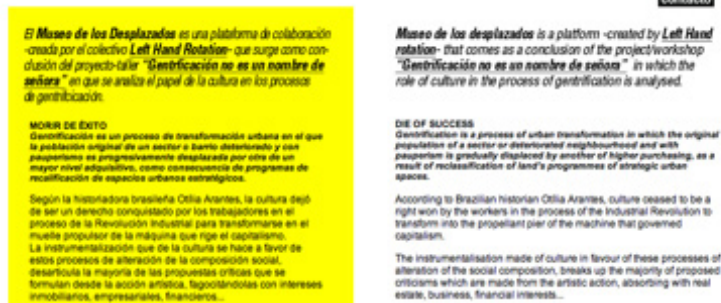 contacto
El Museo de los Desplazados es una plataforma de colaboración
-creada por el colectivo Left Hand Rotation- que surge como con-
clusión del proyecto-taller "Gentrificación no es un nombre de
señora" en que se analiza el papel de la cultura en los procesos
de gentrificación.
MORIR DE ÉXITO
Gentrificación es un proceso de transformación urbana en el que
la población original de un sector o barrio deteriorado y con
pauperismo es progresivamente desplazada por otra de un
mayor nivel adquisitivo, como consecuencia de programas de
recalificación de espacios urbanos estratégicos.
Según la historiadora brasileña Otilia Arantes, la cultura dejó
de ser un derecho conquistado por los trabajadores en el
proceso de la Revolución Industrial para transformarse en el
muelle propulsor de la máquina que rige el capitalismo.
La instrumentalización que de la cultura se hace a favor de
estos procesos de alteración de la composición social,
desarticula la mayoría de las propuestas críticas que se
formulan desde la acción artística, fagocitándolas con intereses
inmobiliarios, empresariales, financieros...
Museo de los desplazados is a platform -created by Left Hand
rotation- that comes as a conclusion of the project/workshop
"Gentrificación no es un nombre de señora" in which the
role of culture in the process of gentrification is analysed.
DIE OF SUCCESS
Gentrification is a process of urban transformation in which the original
population of a sector or deteriorated neighbourhood and with
pauperism is gradually displaced by another of higher purchasing, as a
result of reclassification of land's programmes of strategic urban
spaces.
According to Brazilian historian Otilia Arantes, culture ceased to be a
right won by the workers in the process of the Industrial Revolution to
transform into the propellant pier of the machine that governed
capitalism.
The instrumentalisation made of culture in favour of these processes of
alteration of the social composition, breaks up the majority of proposed
criticisms which are made from the artistic action, absorbing with real
estate, business, financial interests...